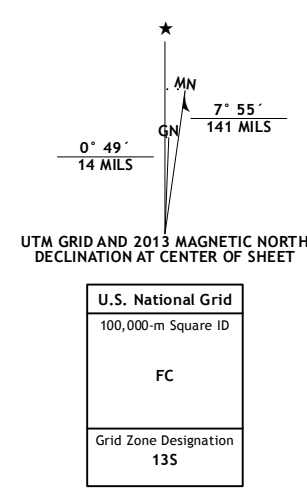 ★
MN
7° 55´
141 MILS
GN
0° 49´
14 MILS
UTM GRID AND 2013 MAGNETIC NORTH
DECLINATION AT CENTER OF SHEET
U.S. National Grid
100,000-m Square ID
FC
Grid Zone Designation
13S